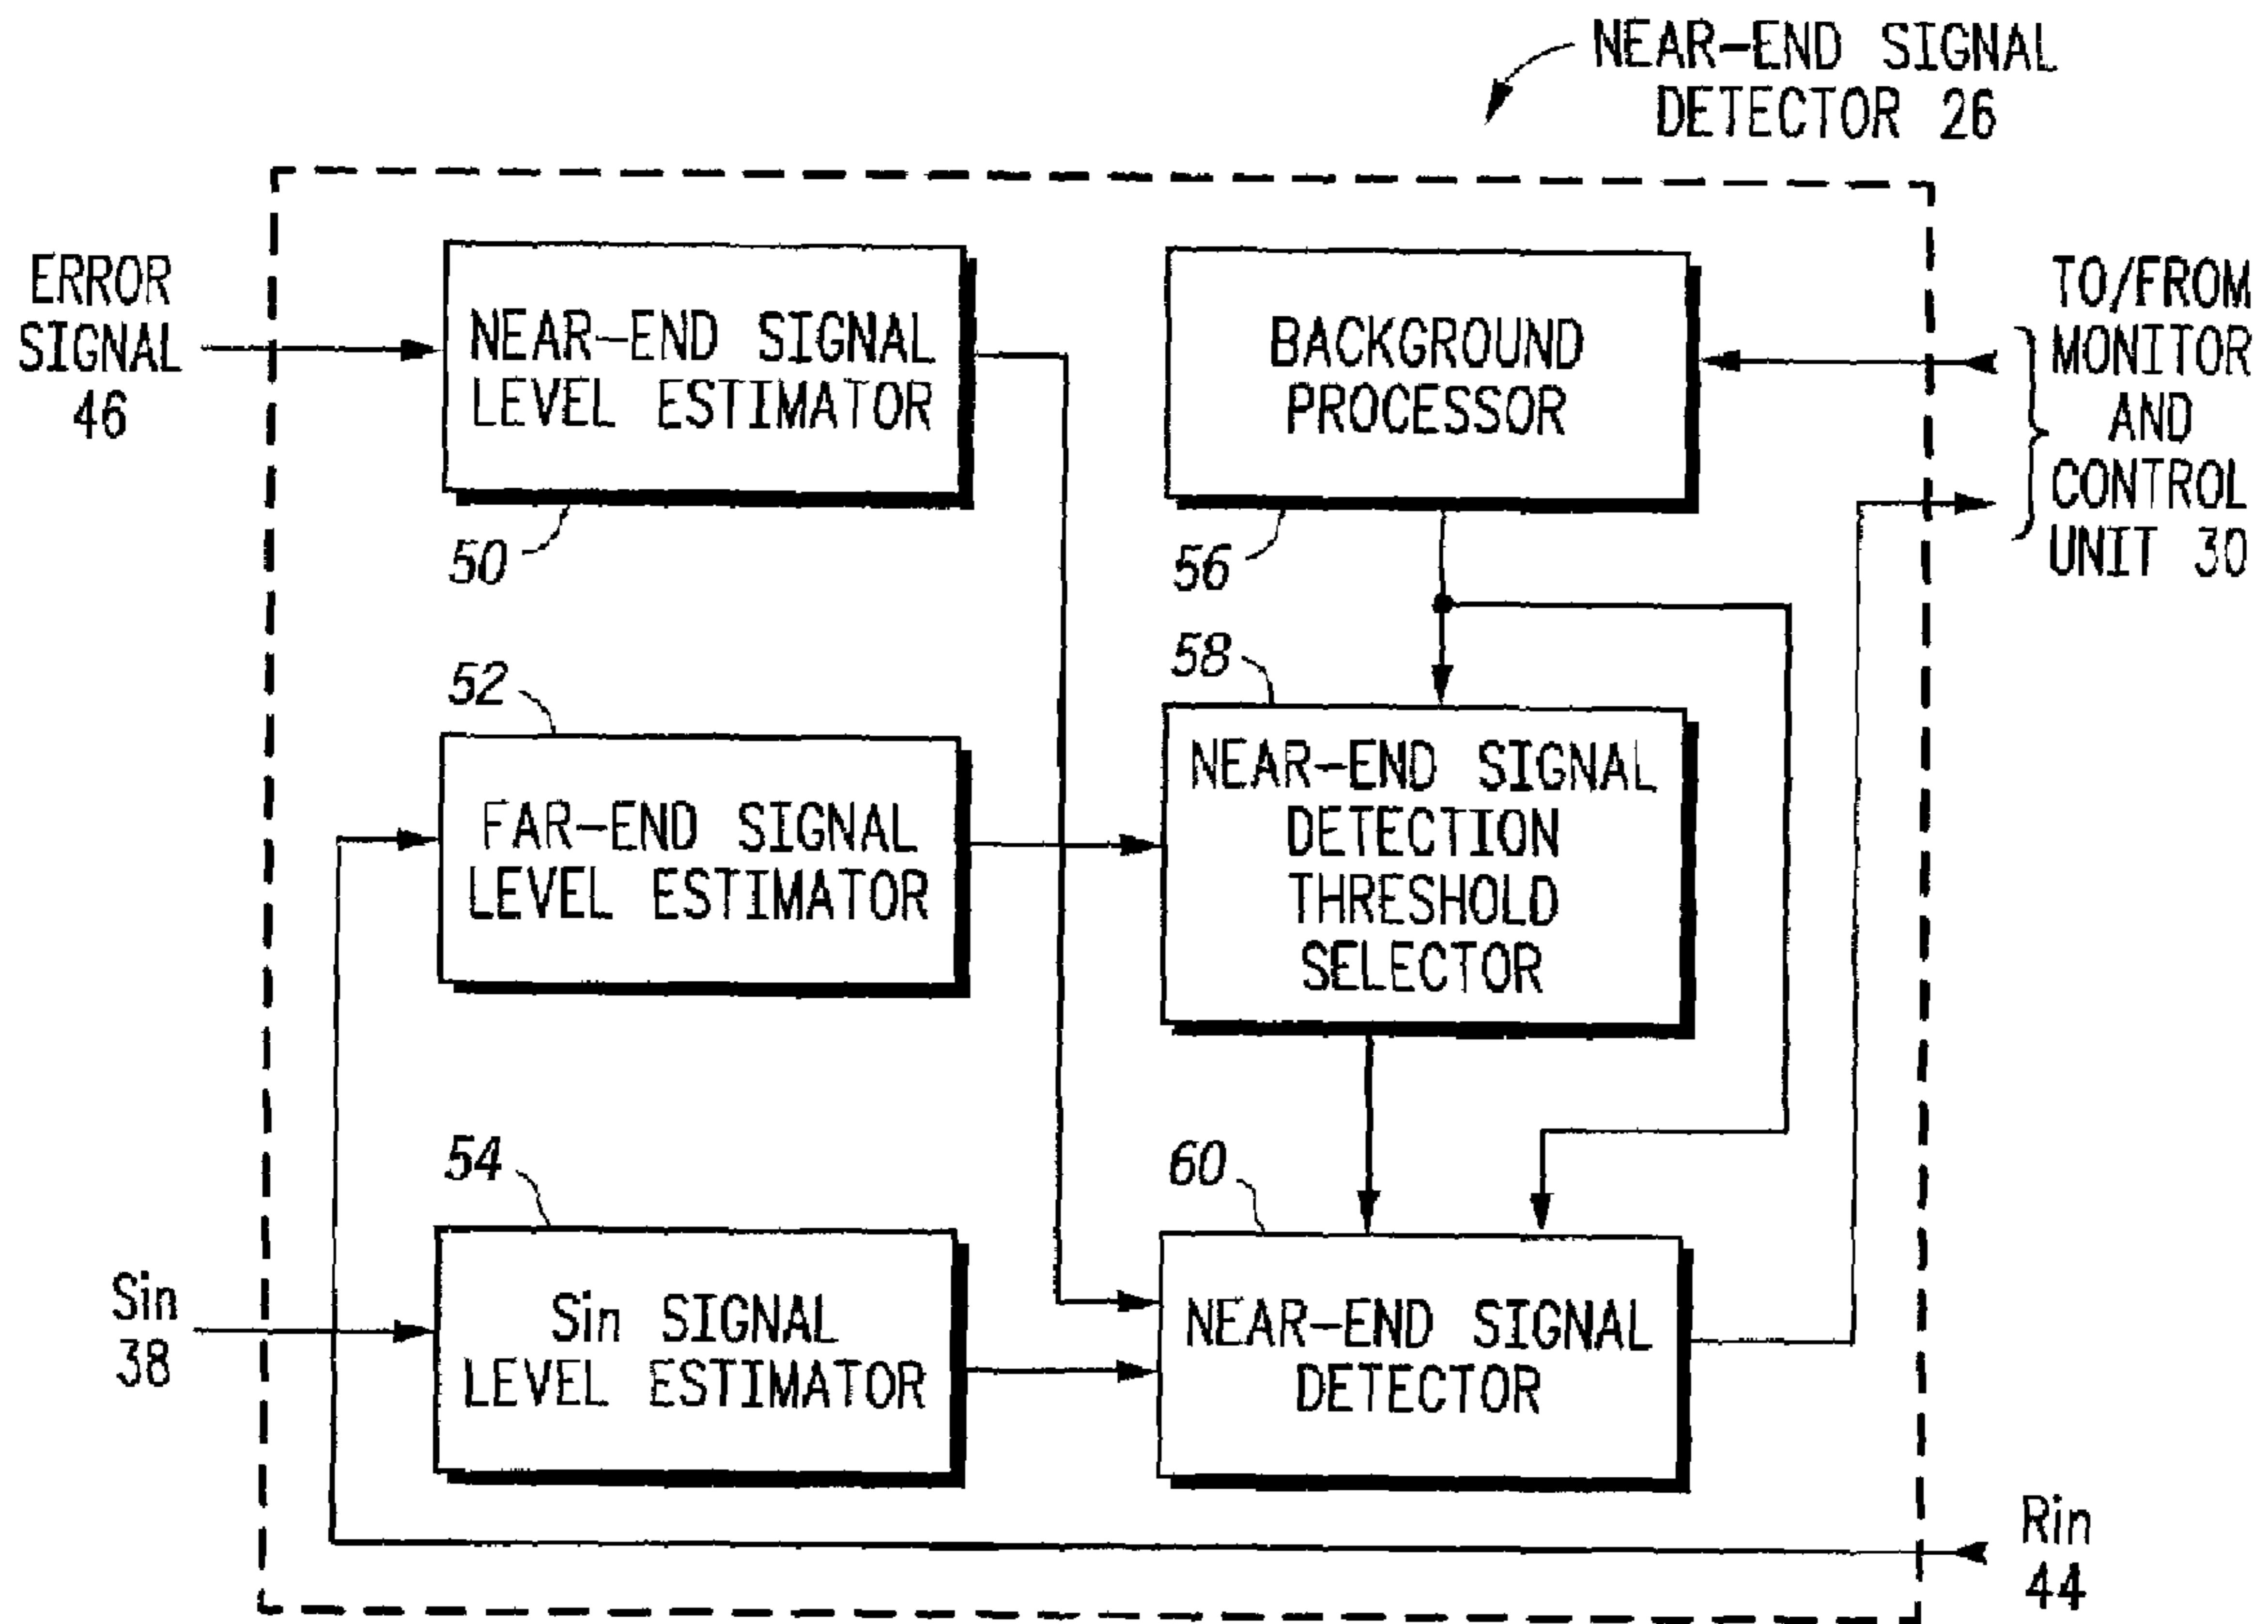 NEAR-END SIGNAL
DETECTOR 26
ERROR
SIGNAL
46
NEAR-END SIGNAL
LEVEL ESTIMATOR
50
BACKGROUND
PROCESSOR
56
TO/FROM
MONITOR
AND
CONTROL
UNIT 30
52
FAR-END SIGNAL
LEVEL ESTIMATOR
58
NEAR-END SIGNAL
DETECTION
THRESHOLD
SELECTOR
54
Sin
38
Sin SIGNAL
LEVEL ESTIMATOR
60
NEAR-END SIGNAL
DETECTOR
Rin
44